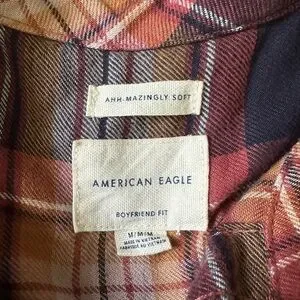 AHH-MAZINGLY SOFT
AMERICAN EAGLE
BOYFRIEND FIT
M/M/M
MADE IN VIETNAM
FABRIQUÉ AU VIETNAM